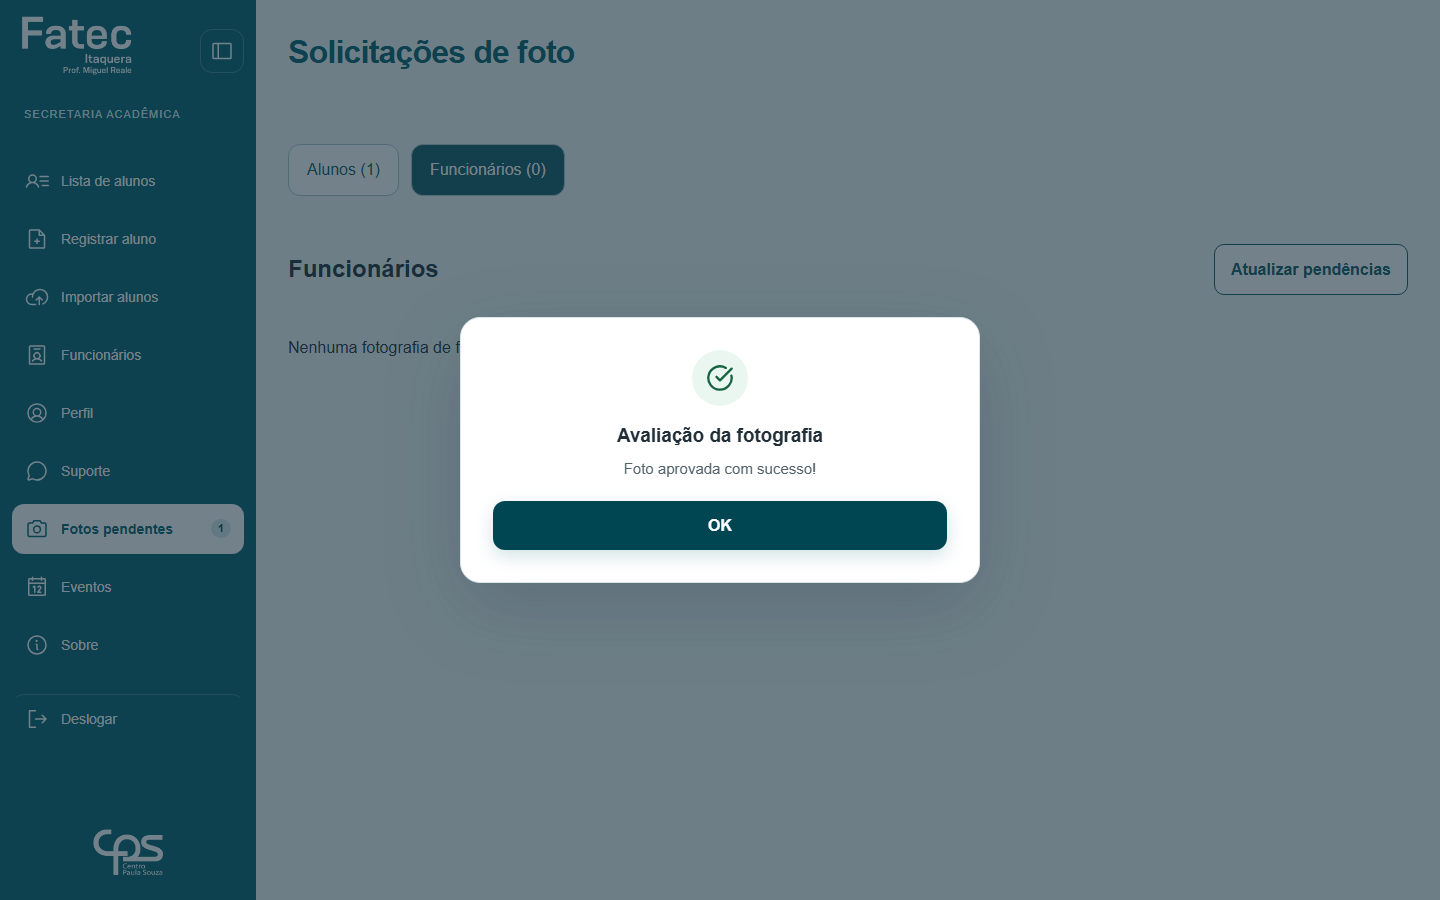 Fatec
Itaquera
Prof. Miguel Reale
SECRETARIA ACADÊMICA
Lista de alunos
Registrar aluno
Importar alunos
Funcionários
Perfil
Suporte
Fotos pendentes 1
Eventos
12
Sobre
Deslogar
cps
Centro
Paula Souza
Solicitações de foto
Alunos (1)
Funcionários (0)
Funcionários
Atualizar pendências
Nenhuma fotografia de f
Avaliação da fotografia
Foto aprovada com sucesso!
OK